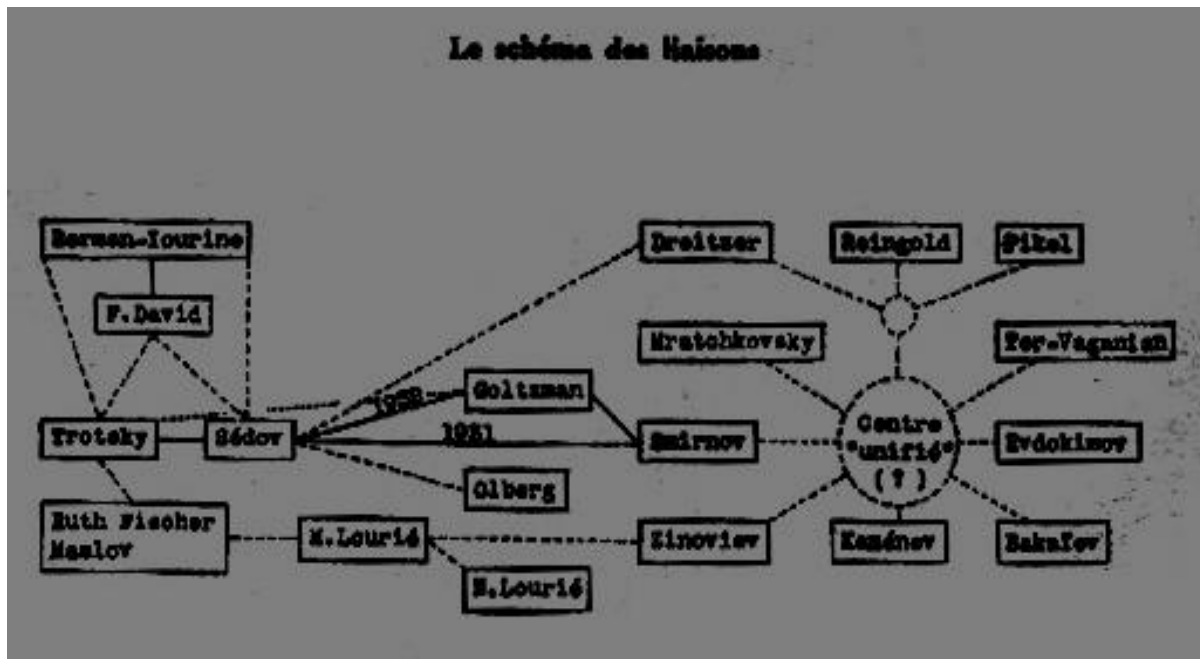 Le schéma des liaisons
Berman-Iourine
Dreitzer
Reingold
Pikel
F.David
Mratchkovsky
Ter-Vaganian
1932
Goltzman
Trotsky
Sédov
1931
Smirnov
Centre
"unifié"
(?)
Evdokimov
Olberg
Ruth Fischer
Maslov
M.Lourié
Zinoviev
Kaménev
Bakaïev
N.Lourié